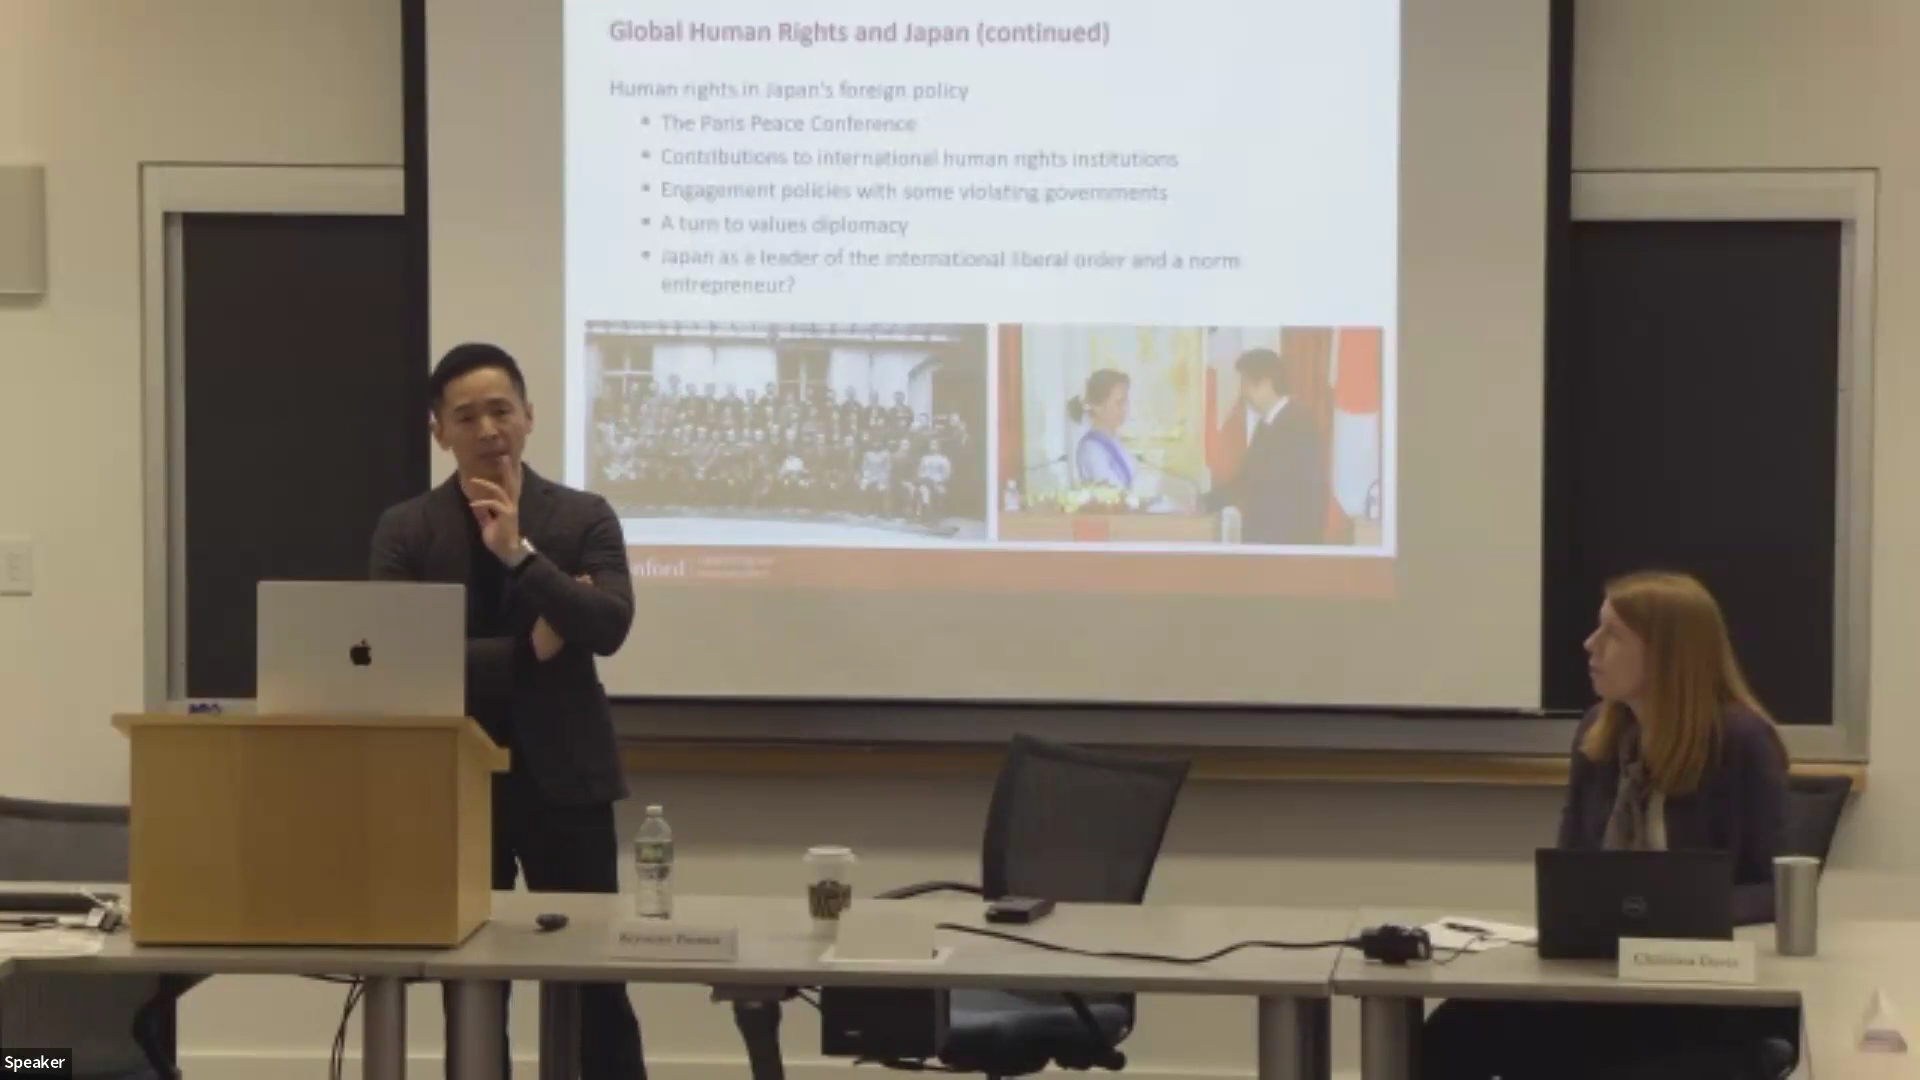 Global Human Rights and Japan (continued)
Human rights in Japan's foreign policy
• The Paris Peace Conference
• Contributions to international human rights institutions
• Engagement policies with some violating governments
• A turn to values diplomacy
• Japan as a leader of the international liberal order and a norm
entrepreneur?
nford
Speaker